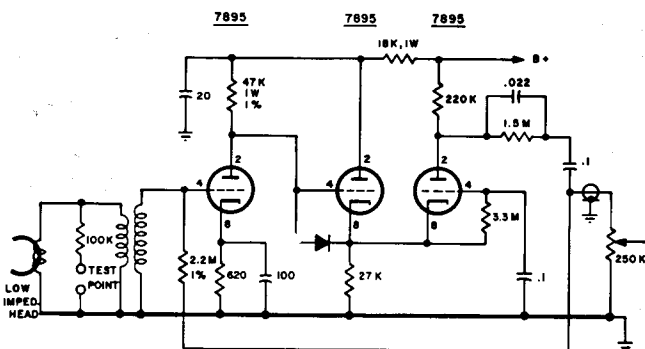 7895 7895 7895
18K, 1W
B+
20
47K
1W
1%
220K
.022
1.5M
.1
2
2
2
4
4
4
8
8
8
100K
TEST
POINT
LOW
IMPED.
HEAD
2.2M
1%
620
100
27K
3.3M
.1
250K